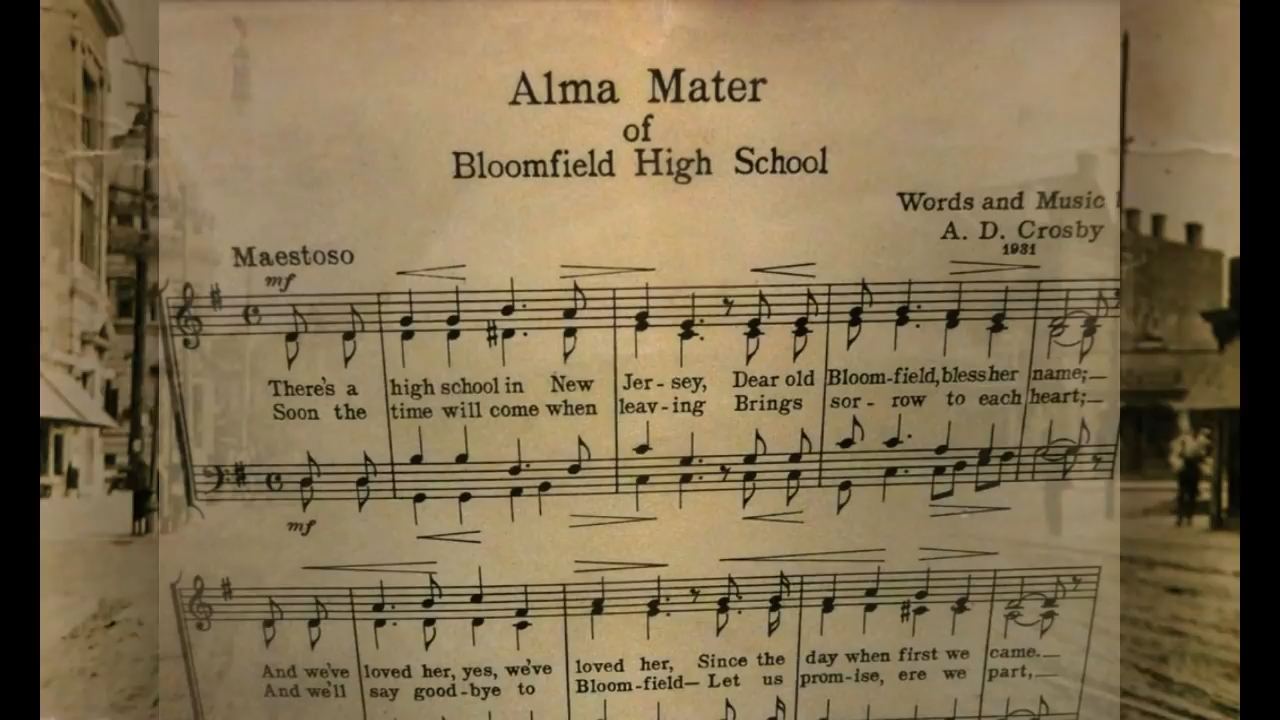 Alma Mater
of
Bloomfield High School
Words and Music
A. D. Crosby
1931
Maestoso
mf
There's a high school in New Jer-sey, Dear old Bloom-field, bless her name;
Soon the time will come when leav-ing Brings sor-row to each heart;
mf
And we've loved her, yes, we've loved her, Since the day when first we came.
And we'll say good-bye to Bloom-field— Let us prom-ise, ere we part,